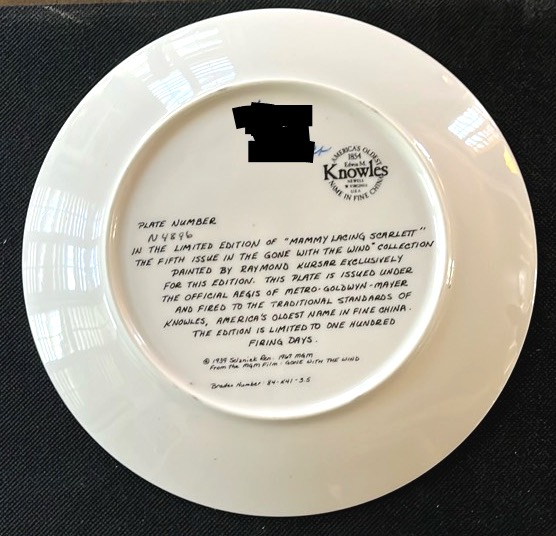 AMERICA'S OLDEST
1854
Edwin M.
Knowles
NEWELL
W. VIRGINIA
U.S.A.
NAME IN FINE CHINA
PLATE NUMBER
N4896
IN THE LIMITED EDITION OF "MAMMY LACING SCARLETT"
THE FIFTH ISSUE IN THE GONE WITH THE WIND" COLLECTION
PAINTED BY RAYMOND KURSAR EXCLUSIVELY
FOR THIS EDITION. THIS PLATE IS ISSUED UNDER
THE OFFICIAL AEGIS OF METRO-GOLDWYN-MAYER
AND FIRED TO THE TRADITIONAL STANDARDS OF
KNOWLES, AMERICA'S OLDEST NAME IN FINE CHINA.
THE EDITION IS LIMITED TO ONE HUNDRED
FIRING DAYS.
© 1939 Selznick Ren. 1967 MGM
From the MGM Film: GONE WITH THE WIND
Bradex Number: 84-K41-3.5